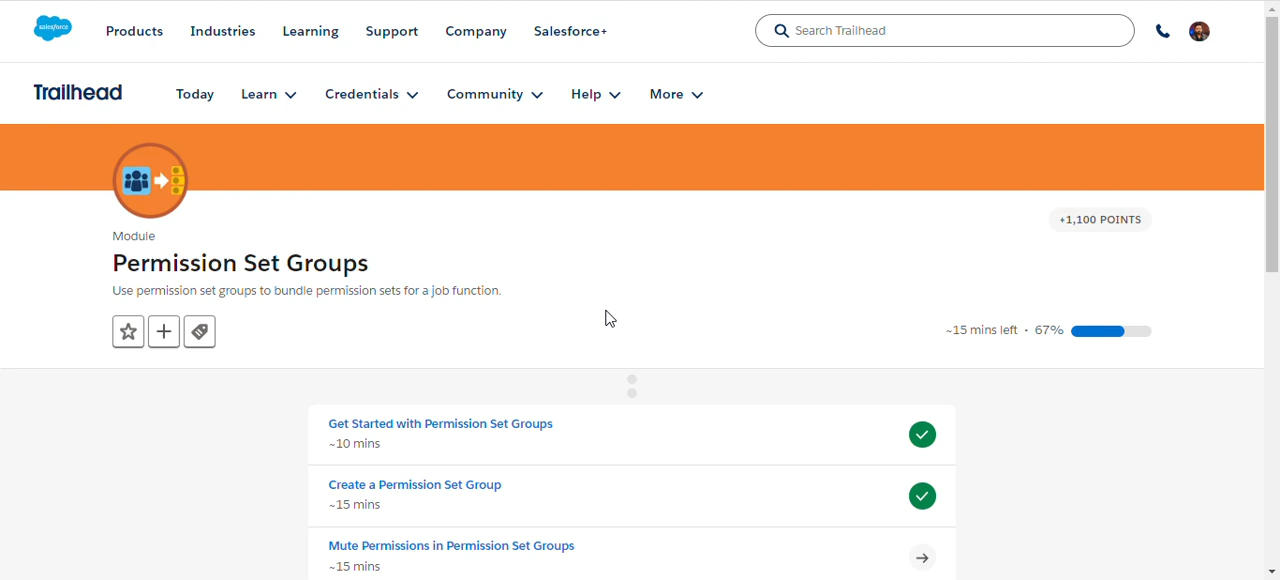 salesforce
Products Industries Learning Support Company Salesforce+
Search Trailhead
Trailhead
Today Learn Credentials Community Help More
+1,100 POINTS
Module
Permission Set Groups
Use permission set groups to bundle permission sets for a job function.
~15 mins left · 67%
Get Started with Permission Set Groups
~10 mins
Create a Permission Set Group
~15 mins
Mute Permissions in Permission Set Groups
~15 mins